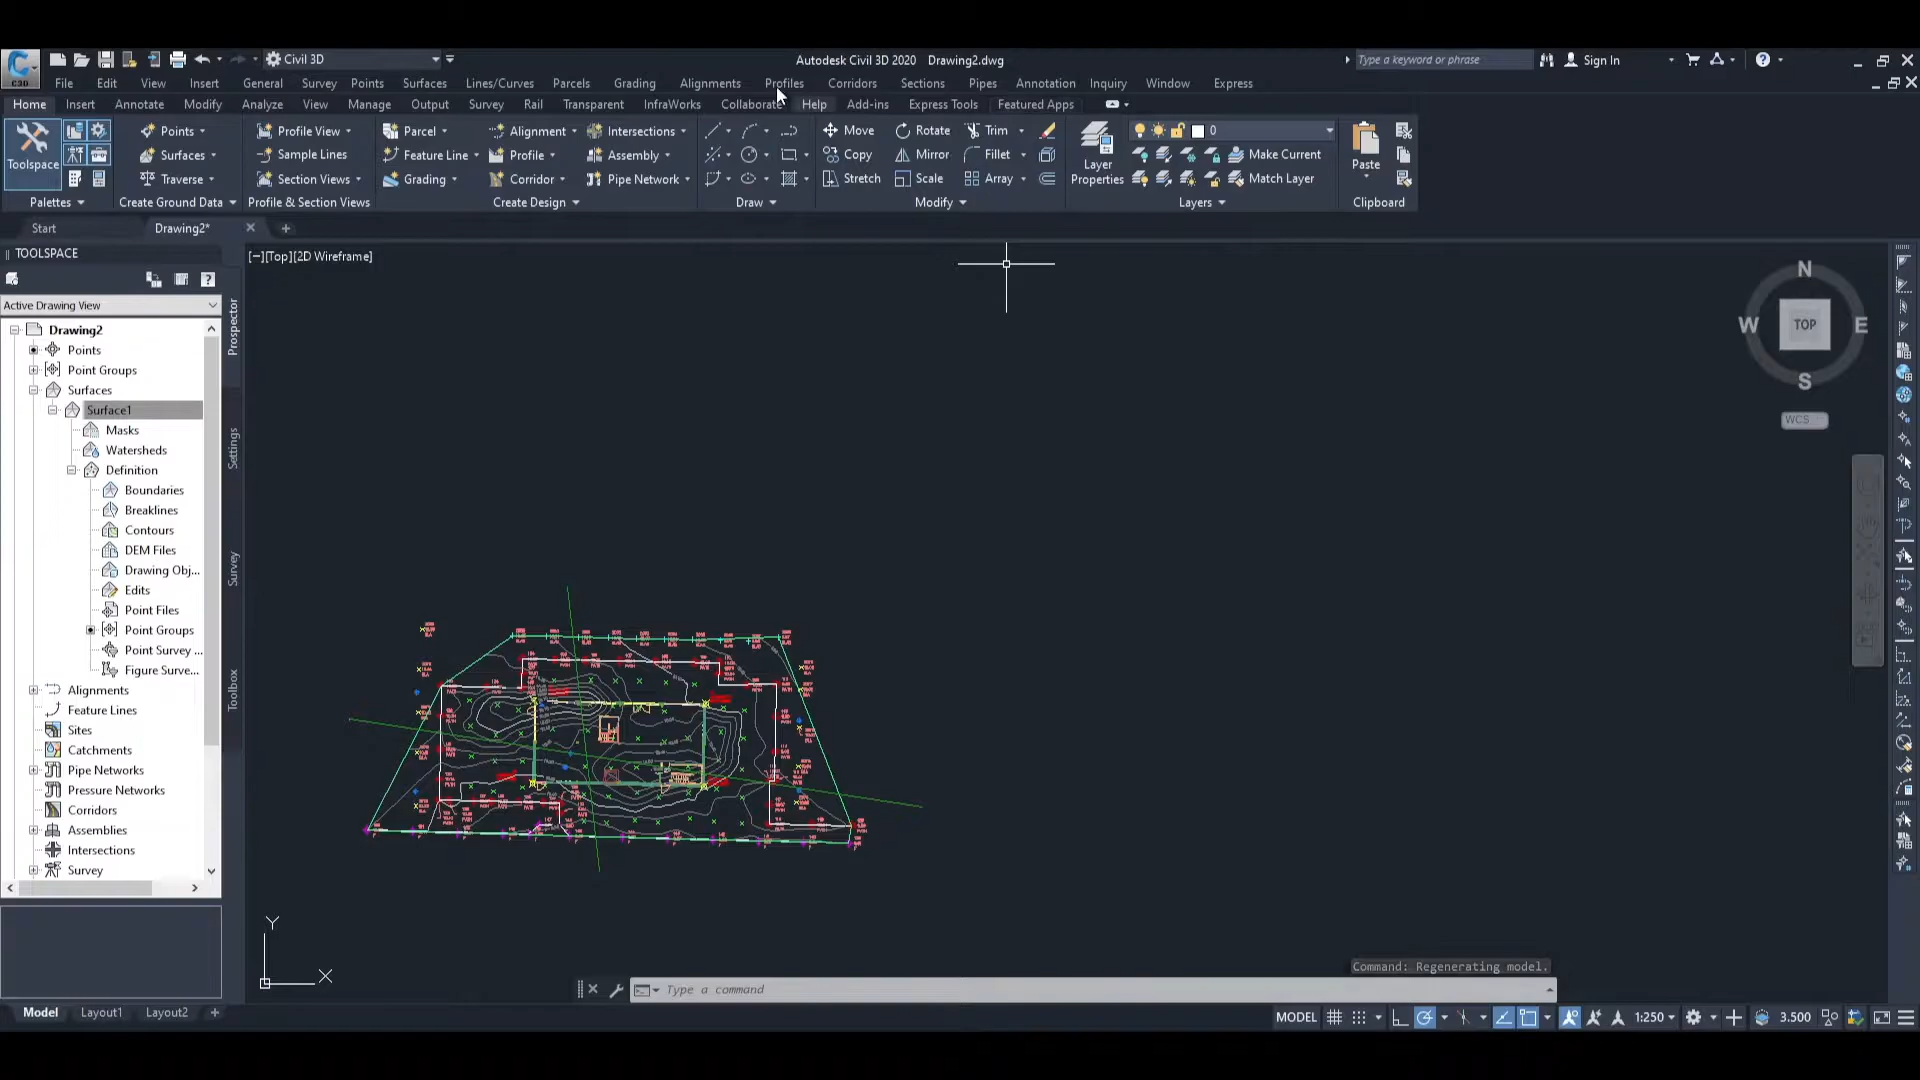 Civil 3D
Autodesk Civil 3D 2020 Drawing2.dwg
Type a keyword or phrase
Sign In
C3D
File Edit View Insert General Survey Points Surfaces Lines/Curves Parcels Grading Alignments Profiles Corridors Sections Pipes Annotation Inquiry Window Express
Home Insert Annotate Modify Analyze View Manage Output Survey Rail Transparent InfraWorks Collaborate Help Add-ins Express Tools Featured Apps
Points Profile View Parcel Alignment Intersections Move Rotate Trim 0
Toolspace Surfaces Sample Lines Feature Line Profile Assembly Copy Mirror Fillet Layer Properties Make Current Paste
Traverse Section Views Grading Corridor Pipe Network Stretch Scale Array Match Layer
Palettes Create Ground Data Profile & Section Views Create Design Draw Modify Layers Clipboard
Start Drawing2*
TOOLSPACE
[−][Top][2D Wireframe]
Active Drawing View
Drawing2
Points
Point Groups
Surfaces
Surface1
Masks
Watersheds
Definition
Boundaries
Breaklines
Contours
DEM Files
Drawing Obj...
Edits
Point Files
Point Groups
Point Survey ...
Figure Surve...
Alignments
Feature Lines
Sites
Catchments
Pipe Networks
Pressure Networks
Corridors
Assemblies
Intersections
Survey
Prospector
Settings
Survey
Toolbox
N
W TOP E
S
WCS
Y
X
Command: Regenerating model.
Type a command
Model Layout1 Layout2 +
MODEL 1:250 3.500